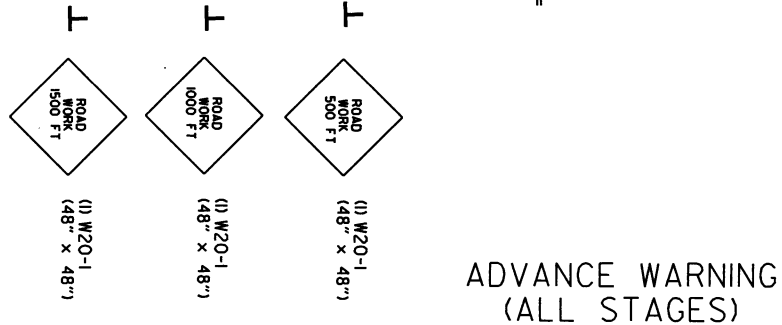 ROAD
WORK
1500 FT
ROAD
WORK
1000 FT
ROAD
WORK
500 FT
(1) W20-1
(48" x 48")
(1) W20-1
(48" x 48")
(1) W20-1
(48" x 48")
ADVANCE WARNING
(ALL STAGES)